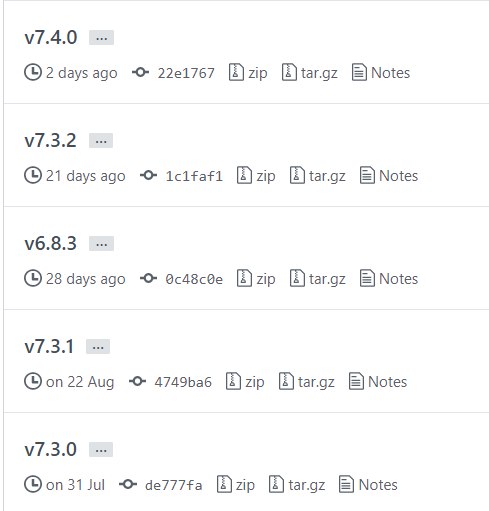 v7.4.0 ...
2 days ago 22e1767 zip tar.gz Notes
v7.3.2 ...
21 days ago 1c1faf1 zip tar.gz Notes
v6.8.3 ...
28 days ago 0c48c0e zip tar.gz Notes
v7.3.1 ...
on 22 Aug 4749ba6 zip tar.gz Notes
v7.3.0 ...
on 31 Jul de777fa zip tar.gz Notes